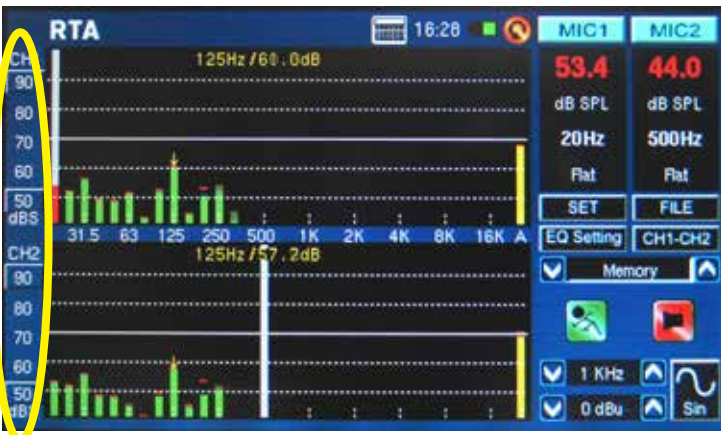 RTA 16:28
CH 125Hz/60.0dB
90
80
70
60
50
dBS
31.5 63 125 250 500 1K 2K 4K 8K 16K A
CH2 125Hz/57.2dB
90
80
70
60
50
dB
MIC1 MIC2
53.4 44.0
dB SPL dB SPL
20Hz 500Hz
Flat Flat
SET FILE
EQ Setting CH1-CH2
Memory
1 KHz
0 dBu Sin